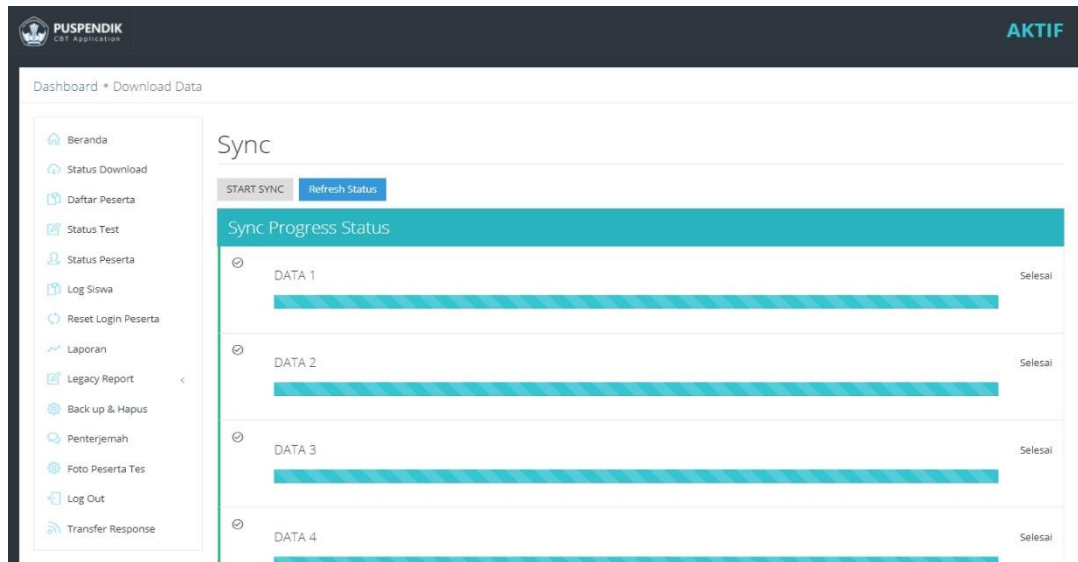 PUSPENDIK
CBT Application
AKTIF
Dashboard • Download Data
Beranda
Status Download
Daftar Peserta
Status Test
Status Peserta
Log Siswa
Reset Login Peserta
Laporan
Legacy Report <
Back up & Hapus
Penterjemah
Foto Peserta Tes
Log Out
Transfer Response
Sync
START SYNC Refresh Status
Sync Progress Status
DATA 1 Selesai
DATA 2 Selesai
DATA 3 Selesai
DATA 4 Selesai